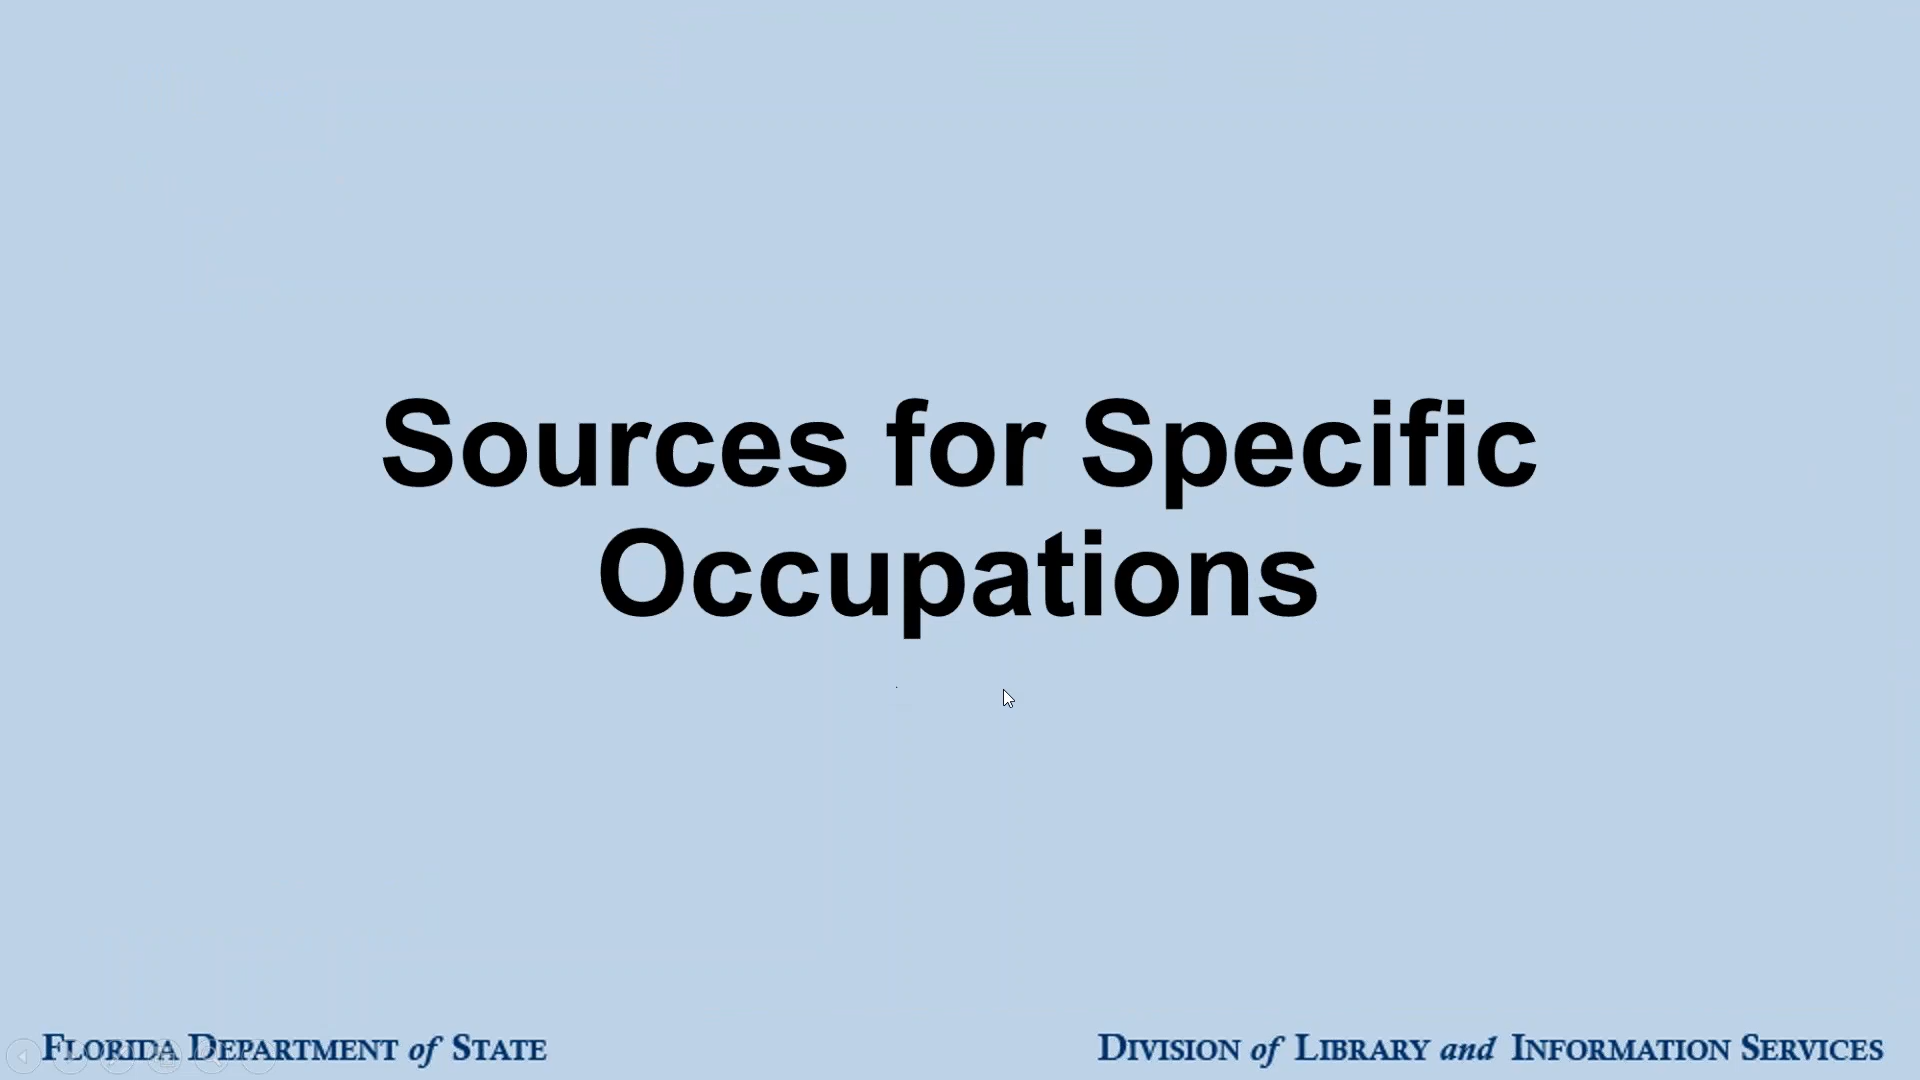 Sources for Specific
Occupations
FLORIDA DEPARTMENT of STATE
DIVISION of LIBRARY and INFORMATION SERVICES